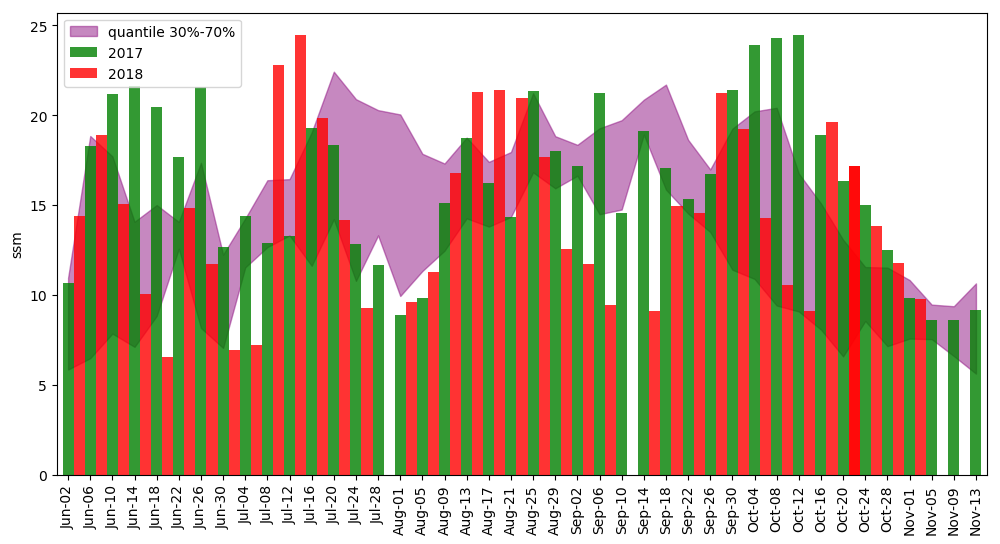 quantile 30%-70%
2017
2018
ssm
25
20
15
10
5
0
Jun-02
Jun-06
Jun-10
Jun-14
Jun-18
Jun-22
Jun-26
Jun-30
Jul-04
Jul-08
Jul-12
Jul-16
Jul-20
Jul-24
Jul-28
Aug-01
Aug-05
Aug-09
Aug-13
Aug-17
Aug-21
Aug-25
Aug-29
Sep-02
Sep-06
Sep-10
Sep-14
Sep-18
Sep-22
Sep-26
Sep-30
Oct-04
Oct-08
Oct-12
Oct-16
Oct-20
Oct-24
Oct-28
Nov-01
Nov-05
Nov-09
Nov-13